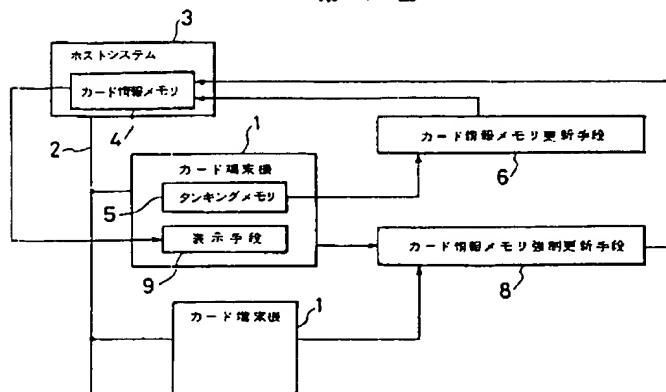 3
ホストシステム
カード情報メモリ
4
2
1
カード端末機
タンキングメモリ
5
表示手段
9
カード情報メモリ更新手段
6
カード情報メモリ強制更新手段
8
カード端末機
1